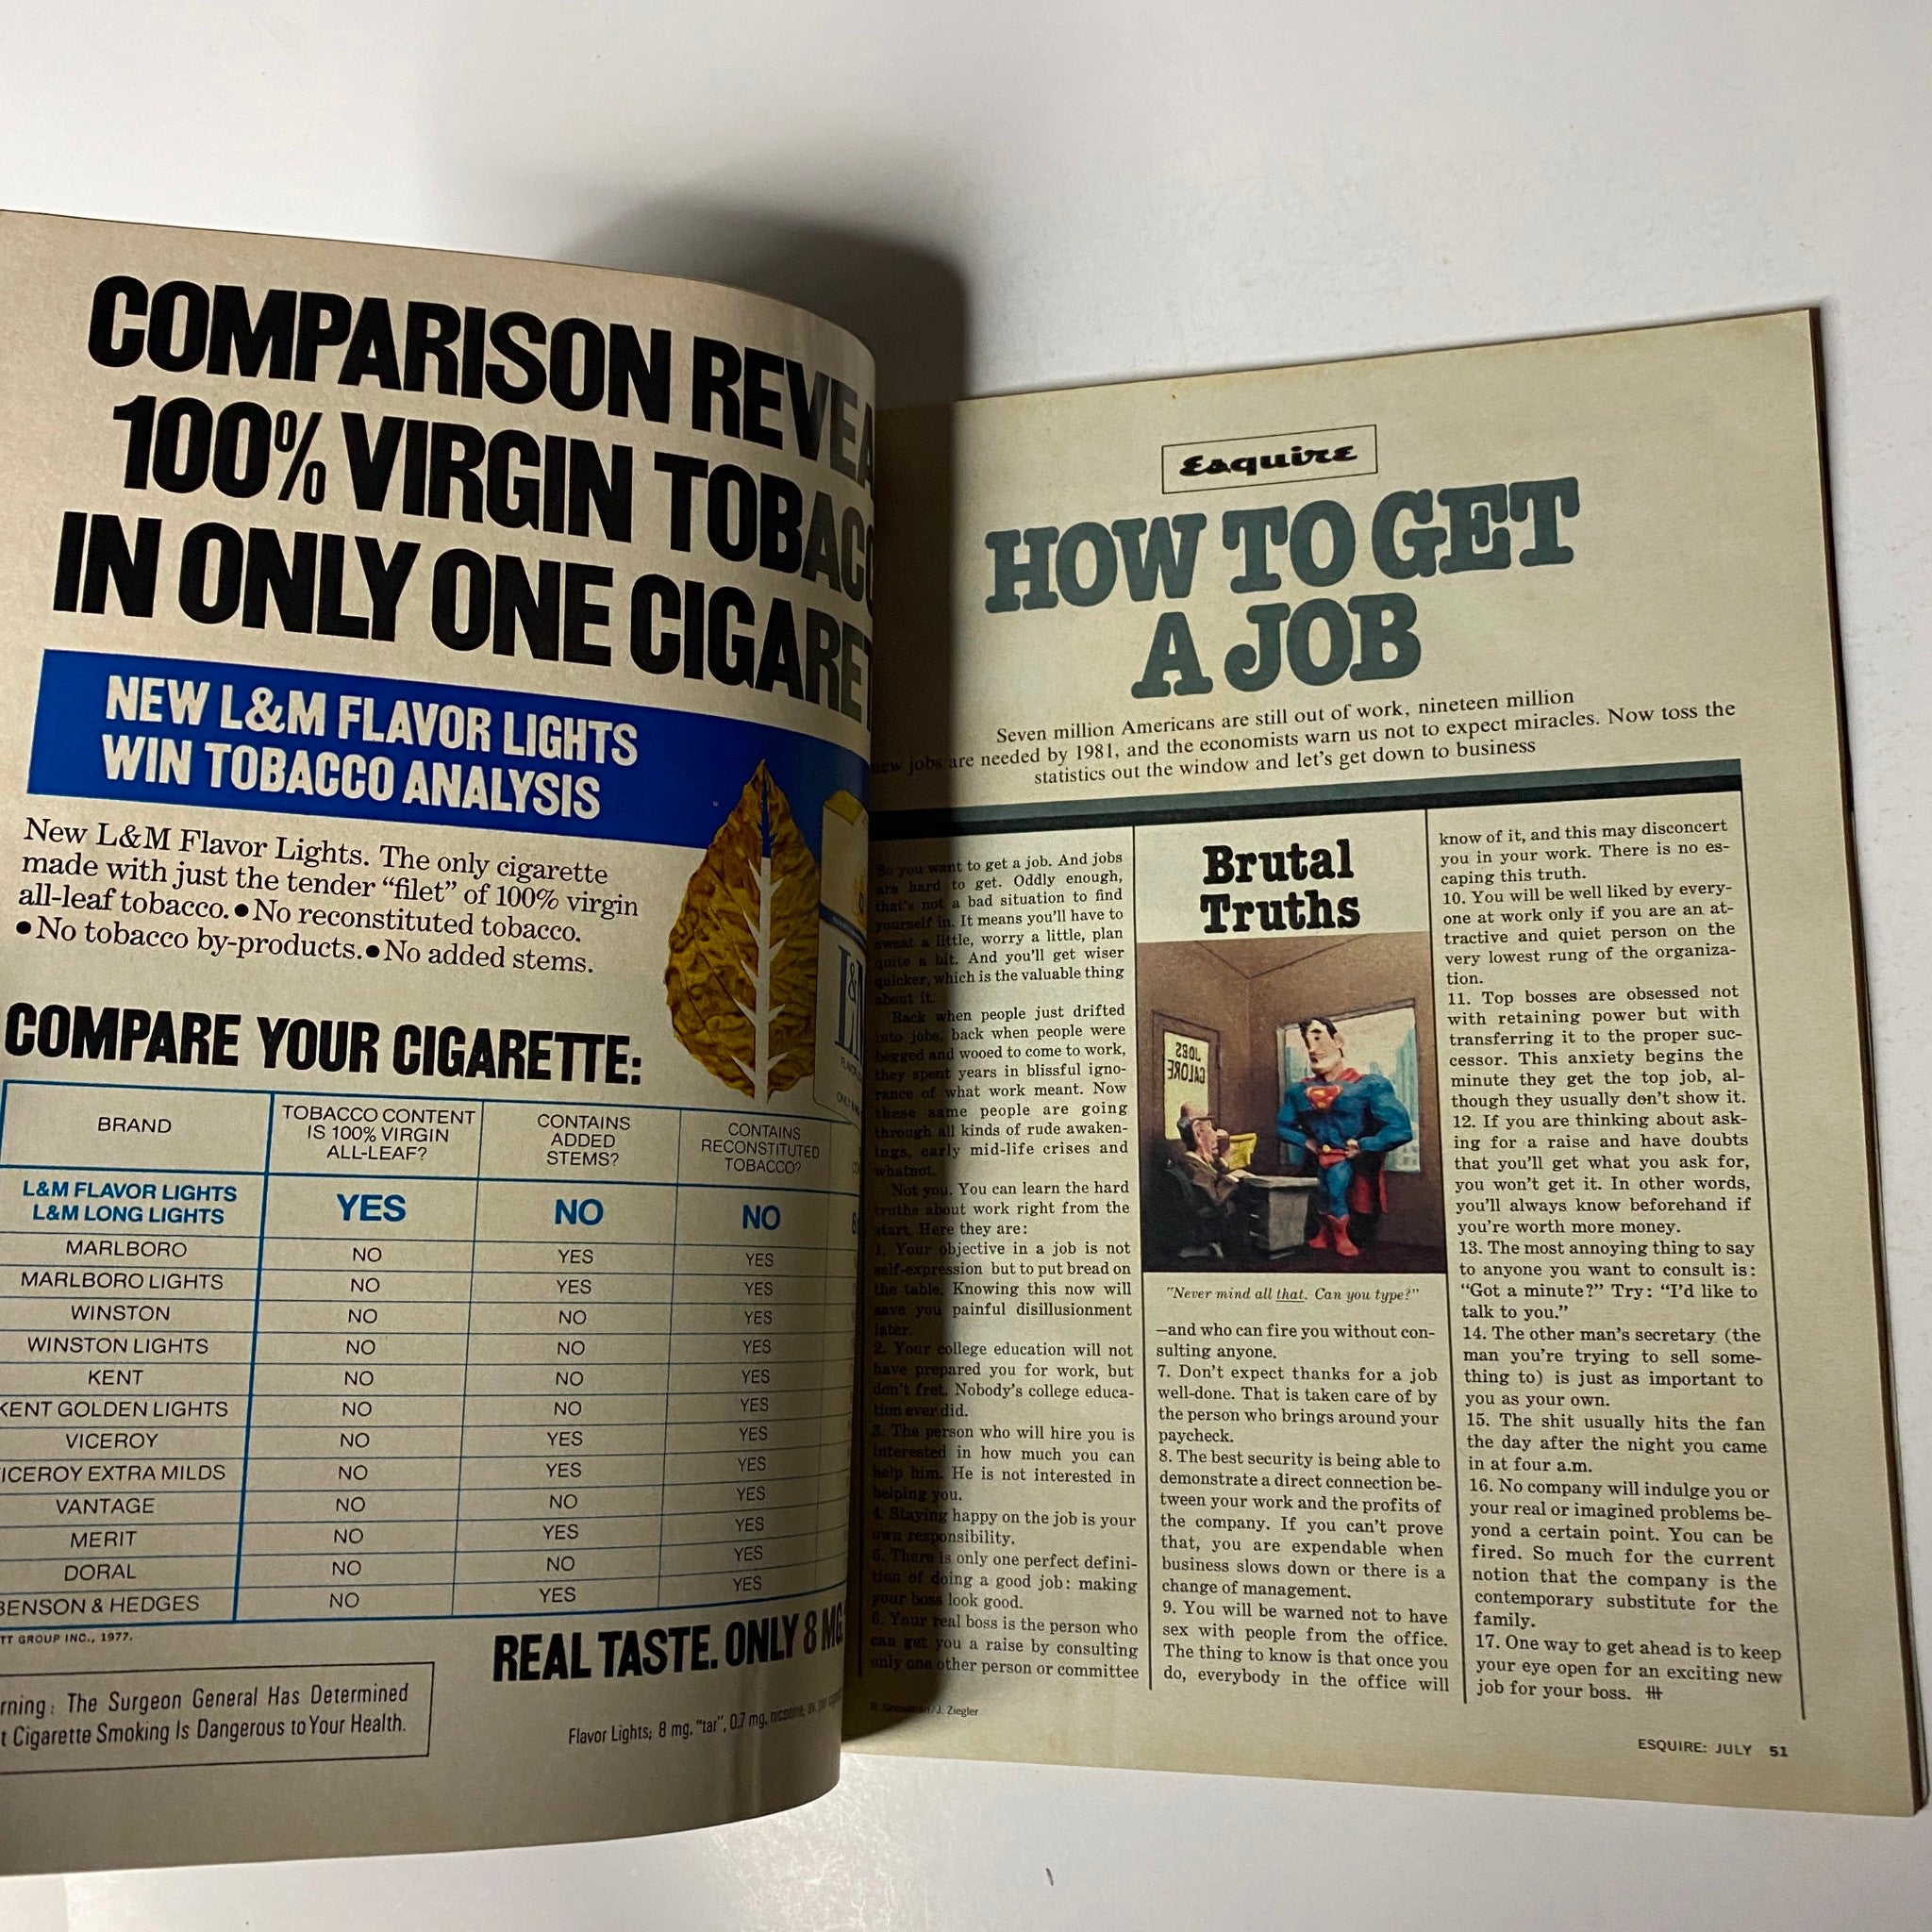 COMPARISON REVEA
100% VIRGIN TOBACC
IN ONLY ONE CIGARET
NEW L&M FLAVOR LIGHTS
WIN TOBACCO ANALYSIS
New L&M Flavor Lights. The only cigarette
made with just the tender “filet” of 100% virgin
all-leaf tobacco. ● No reconstituted tobacco.
● No tobacco by-products. ● No added stems.
L&M
COMPARE YOUR CIGARETTE:
BRAND
TOBACCO CONTENT
IS 100% VIRGIN
ALL-LEAF?
CONTAINS
ADDED
STEMS?
CONTAINS
RECONSTITUTED
TOBACCO?
L&M FLAVOR LIGHTS
L&M LONG LIGHTS
YES NO NO
MARLBORO NO YES YES
MARLBORO LIGHTS NO YES YES
WINSTON NO NO YES
WINSTON LIGHTS NO NO YES
KENT NO NO YES
KENT GOLDEN LIGHTS NO NO YES
VICEROY NO YES YES
ICEROY EXTRA MILDS NO YES YES
VANTAGE NO NO YES
MERIT NO YES YES
DORAL NO NO YES
BENSON & HEDGES NO YES YES
TT GROUP INC., 1977.
REAL TASTE. ONLY 8 MG.
rning: The Surgeon General Has Determined
t Cigarette Smoking Is Dangerous to Your Health.
Flavor Lights; 8 mg. “tar”, 0.7 mg. nicotine, av. per
Esquire
HOW TO GET
A JOB
Seven million Americans are still out of work, nineteen million
new jobs are needed by 1981, and the economists warn us not to expect miracles. Now toss the
statistics out the window and let’s get down to business
So you want to get a job. And jobs
are hard to get. Oddly enough,
that’s not a bad situation to find
yourself in. It means you’ll have to
sweat a little, worry a little, plan
quite a bit. And you’ll get wiser
quicker, which is the valuable thing
about it.
Back when people just drifted
into jobs, back when people were
begged and wooed to come to work,
they spent years in blissful igno-
rance of what work meant. Now
these same people are going
through all kinds of rude awaken-
ings, early mid-life crises and
whatnot.
Not you. You can learn the hard
truths about work right from the
start. Here they are:
1. Your objective in a job is not
self-expression but to put bread on
the table. Knowing this now will
save you painful disillusionment
later.
2. Your college education will not
have prepared you for work, but
don’t fret. Nobody’s college educa-
tion ever did.
3. The person who will hire you is
interested in how much you can
help him. He is not interested in
helping you.
4. Staying happy on the job is your
own responsibility.
5. There is only one perfect defini-
tion of doing a good job: making
your boss look good.
6. Your real boss is the person who
can get you a raise by consulting
only one other person or committee
R. Grossman/J. Ziegler
Brutal
Truths
JOBS
GALORE
"Never mind all that. Can you type?"
—and who can fire you without con-
sulting anyone.
7. Don’t expect thanks for a job
well-done. That is taken care of by
the person who brings around your
paycheck.
8. The best security is being able to
demonstrate a direct connection be-
tween your work and the profits of
the company. If you can’t prove
that, you are expendable when
business slows down or there is a
change of management.
9. You will be warned not to have
sex with people from the office.
The thing to know is that once you
do, everybody in the office will
know of it, and this may disconcert
you in your work. There is no es-
caping this truth.
10. You will be well liked by every-
one at work only if you are an at-
tractive and quiet person on the
very lowest rung of the organiza-
tion.
11. Top bosses are obsessed not
with retaining power but with
transferring it to the proper suc-
cessor. This anxiety begins the
minute they get the top job, al-
though they usually don’t show it.
12. If you are thinking about ask-
ing for a raise and have doubts
that you’ll get what you ask for,
you won’t get it. In other words,
you’ll always know beforehand if
you’re worth more money.
13. The most annoying thing to say
to anyone you want to consult is:
“Got a minute?” Try: “I’d like to
talk to you.”
14. The other man’s secretary (the
man you’re trying to sell some-
thing to) is just as important to
you as your own.
15. The shit usually hits the fan
the day after the night you came
in at four a.m.
16. No company will indulge you or
your real or imagined problems be-
yond a certain point. You can be
fired. So much for the current
notion that the company is the
contemporary substitute for the
family.
17. One way to get ahead is to keep
your eye open for an exciting new
job for your boss.
ESQUIRE: JULY 51